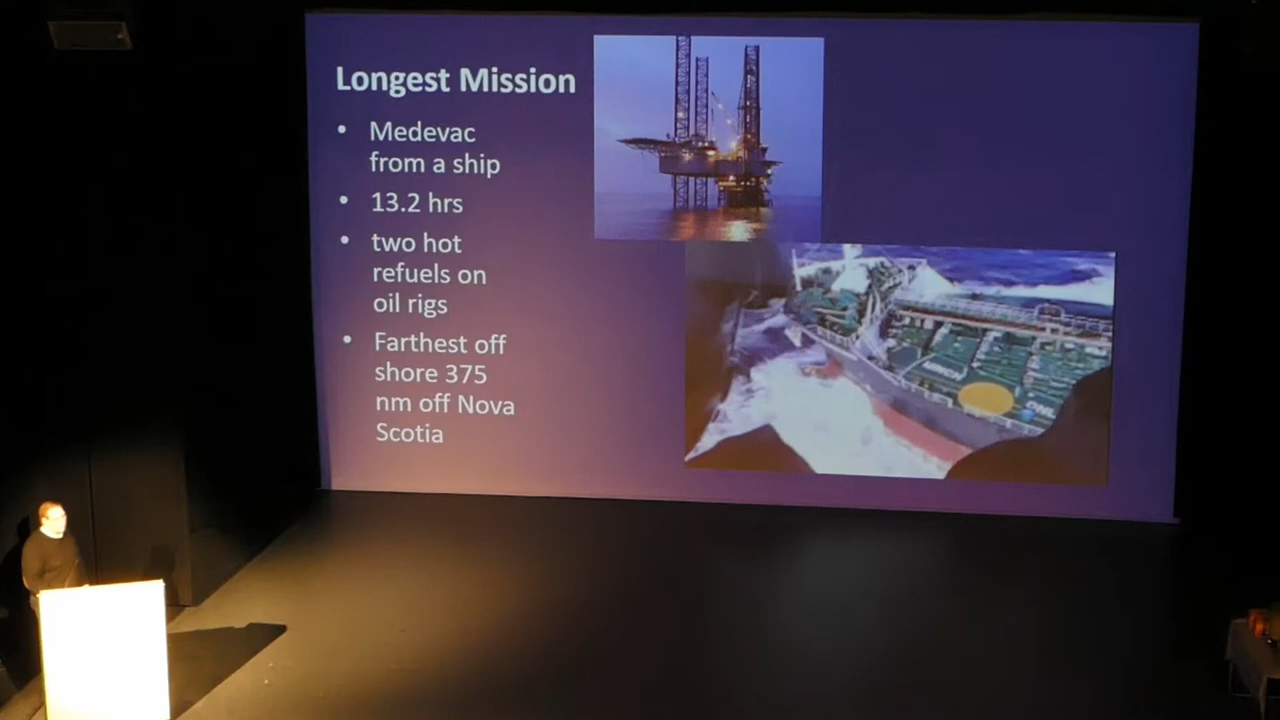 Longest Mission
• Medevac
from a ship
• 13.2 hrs
• two hot
refuels on
oil rigs
• Farthest off
shore 375
nm off Nova
Scotia